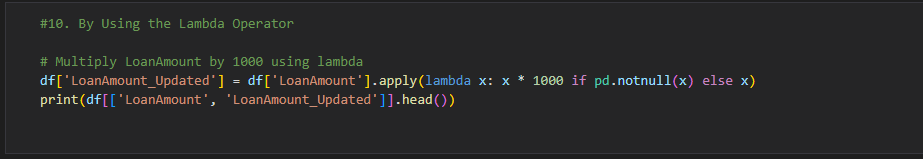 #10. By Using the Lambda Operator
# Multiply LoanAmount by 1000 using lambda
df['LoanAmount_Updated'] = df['LoanAmount'].apply(lambda x: x * 1000 if pd.notnull(x) else x)
print(df[['LoanAmount', 'LoanAmount_Updated']].head())